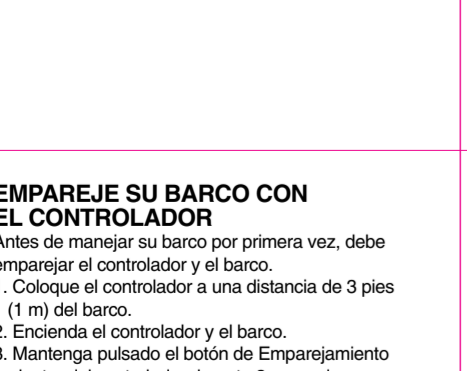 EMPAREJE SU BARCO CON
EL CONTROLADOR
Antes de manejar su barco por primera vez, debe
emparejar el controlador y el barco.
1. Coloque el controlador a una distancia de 3 pies
(1 m) del barco.
2. Encienda el controlador y el barco.
3. Mantenga pulsado el botón de Emparejamiento